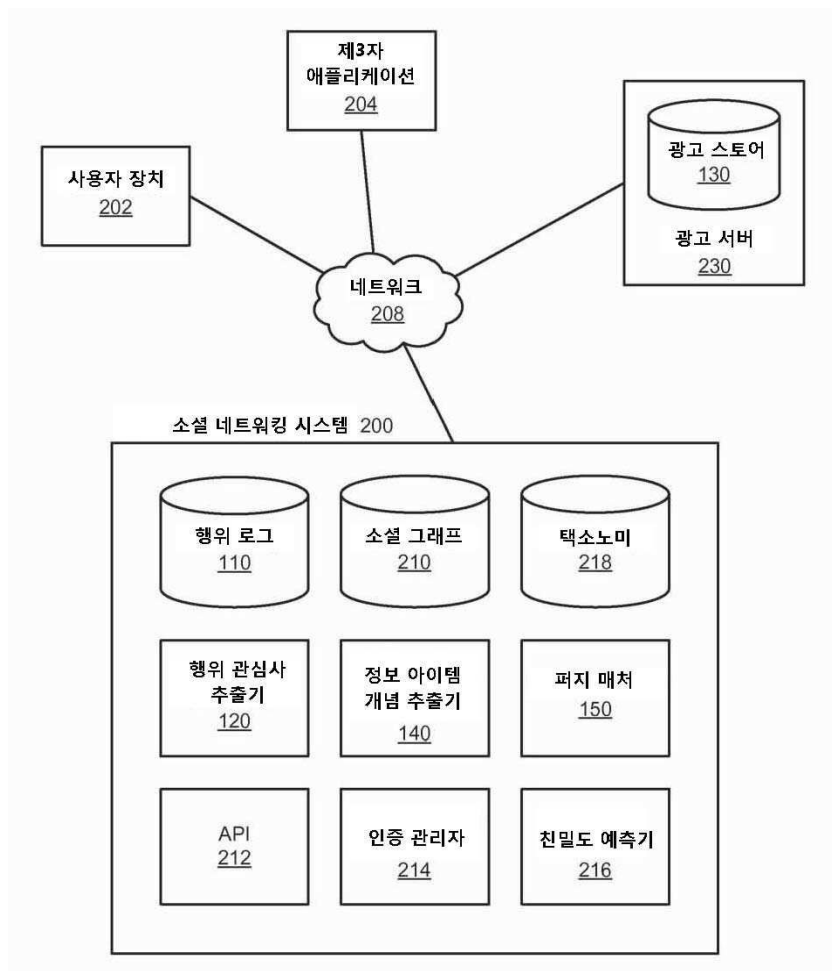 제3자
애플리케이션
204
사용자 장치
202
광고 스토어
130
광고 서버
230
네트워크
208
소셜 네트워킹 시스템 200
행위 로그
110
소셜 그래프
210
택소노미
218
행위 관심사
추출기
120
정보 아이템
개념 추출기
140
퍼지 매처
150
API
212
인증 관리자
214
친밀도 예측기
216